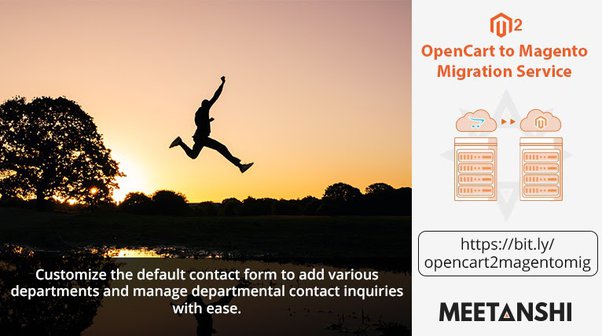 2
OpenCart to Magento
Migration Service
https://bit.ly/
opencart2magentomig
Customize the default contact form to add various
departments and manage departmental contact inquiries
with ease.
MEETANSHI